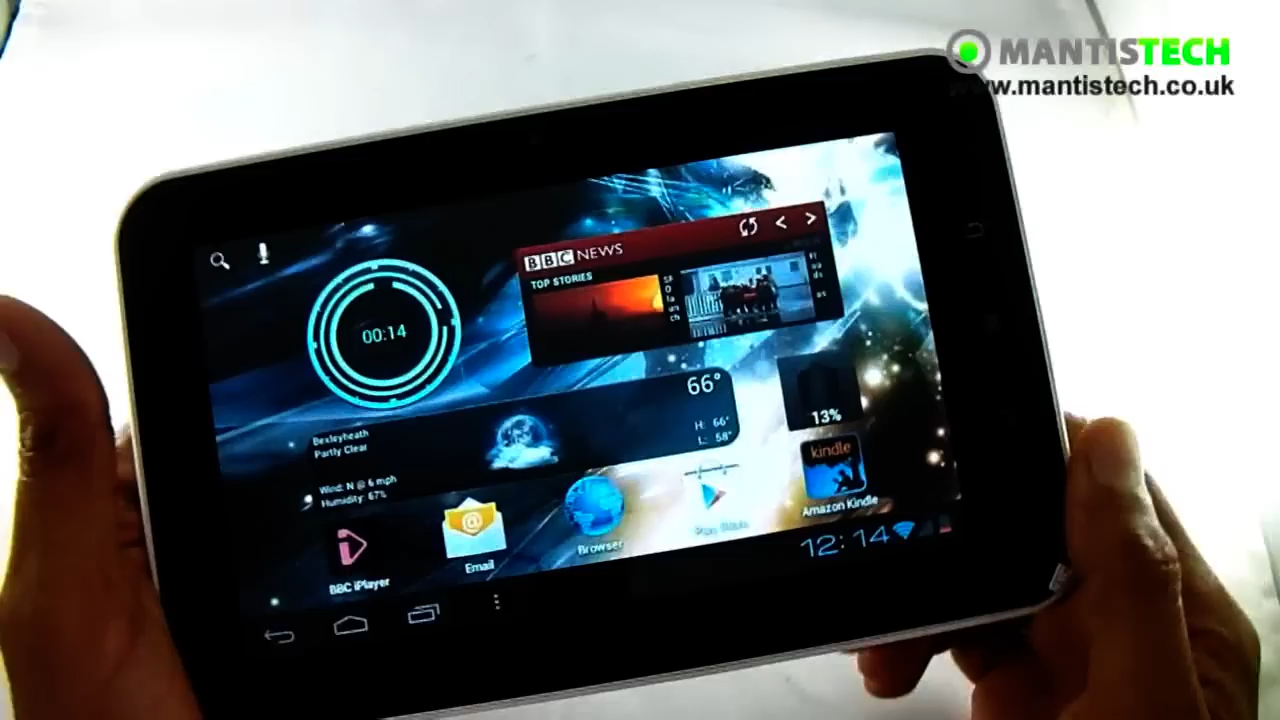 MANTISTECH
www.mantistech.co.uk
BBC NEWS
TOP STORIES
00:14
66°
H: 66°
L: 58°
Bexleyheath
Partly Clear
Wind: N @ 6 mph
Humidity: 67%
13%
kindle
Amazon Kindle
BBC iPlayer
Email
Browser
12:14